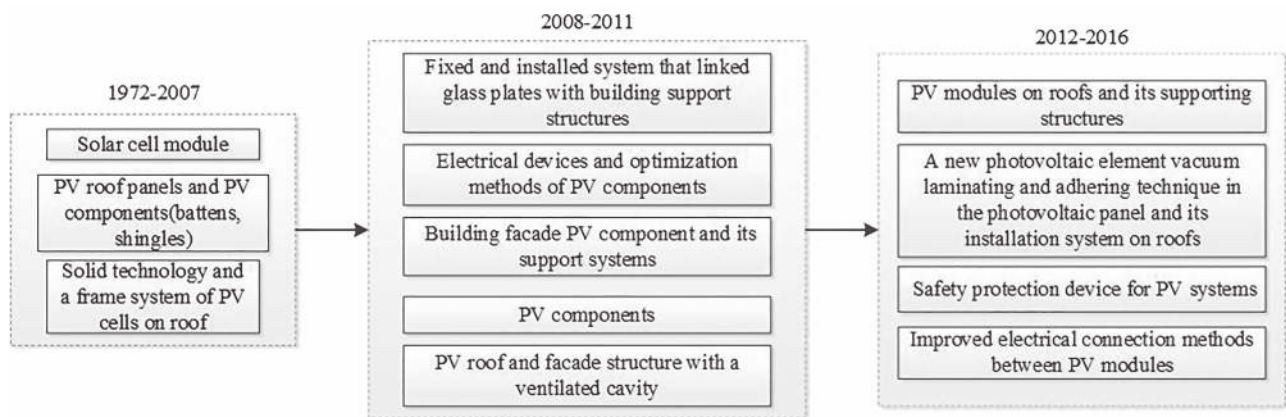 1972-2007
Solar cell module
PV roof panels and PV
components(battens,
shingles)
Solid technology and
a frame system of PV
cells on roof
2008-2011
Fixed and installed system that linked
glass plates with building support
structures
Electrical devices and optimization
methods of PV components
Building facade PV component and its
support systems
PV components
PV roof and facade structure with a
ventilated cavity
2012-2016
PV modules on roofs and its supporting
structures
A new photovoltaic element vacuum
laminating and adhering technique in
the photovoltaic panel and its
installation system on roofs
Safety protection device for PV systems
Improved electrical connection methods
between PV modules